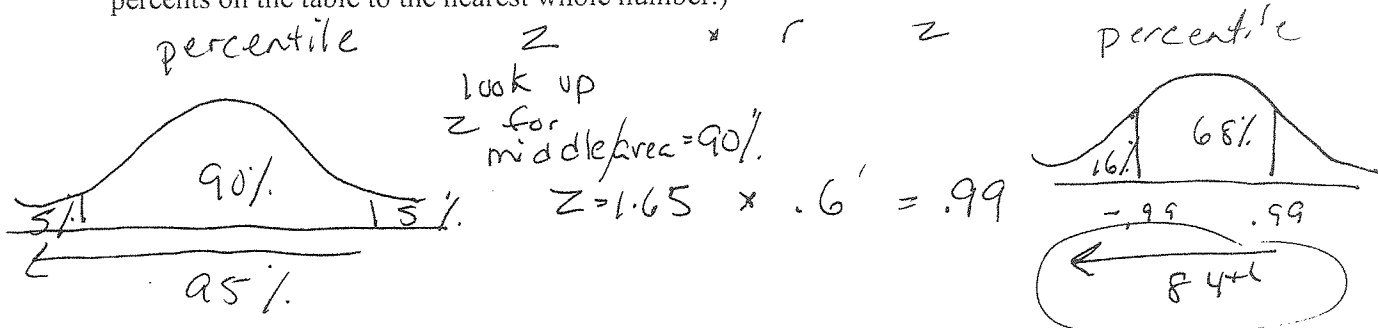 percents on the table to the nearest whole number.)
percentile z × r z percentile
look up
z for
middle/area=90%.
90%.
5%.
5%.
z=1.65 × .6 = .99
68%
16%
-.99 .99
95%.
84th